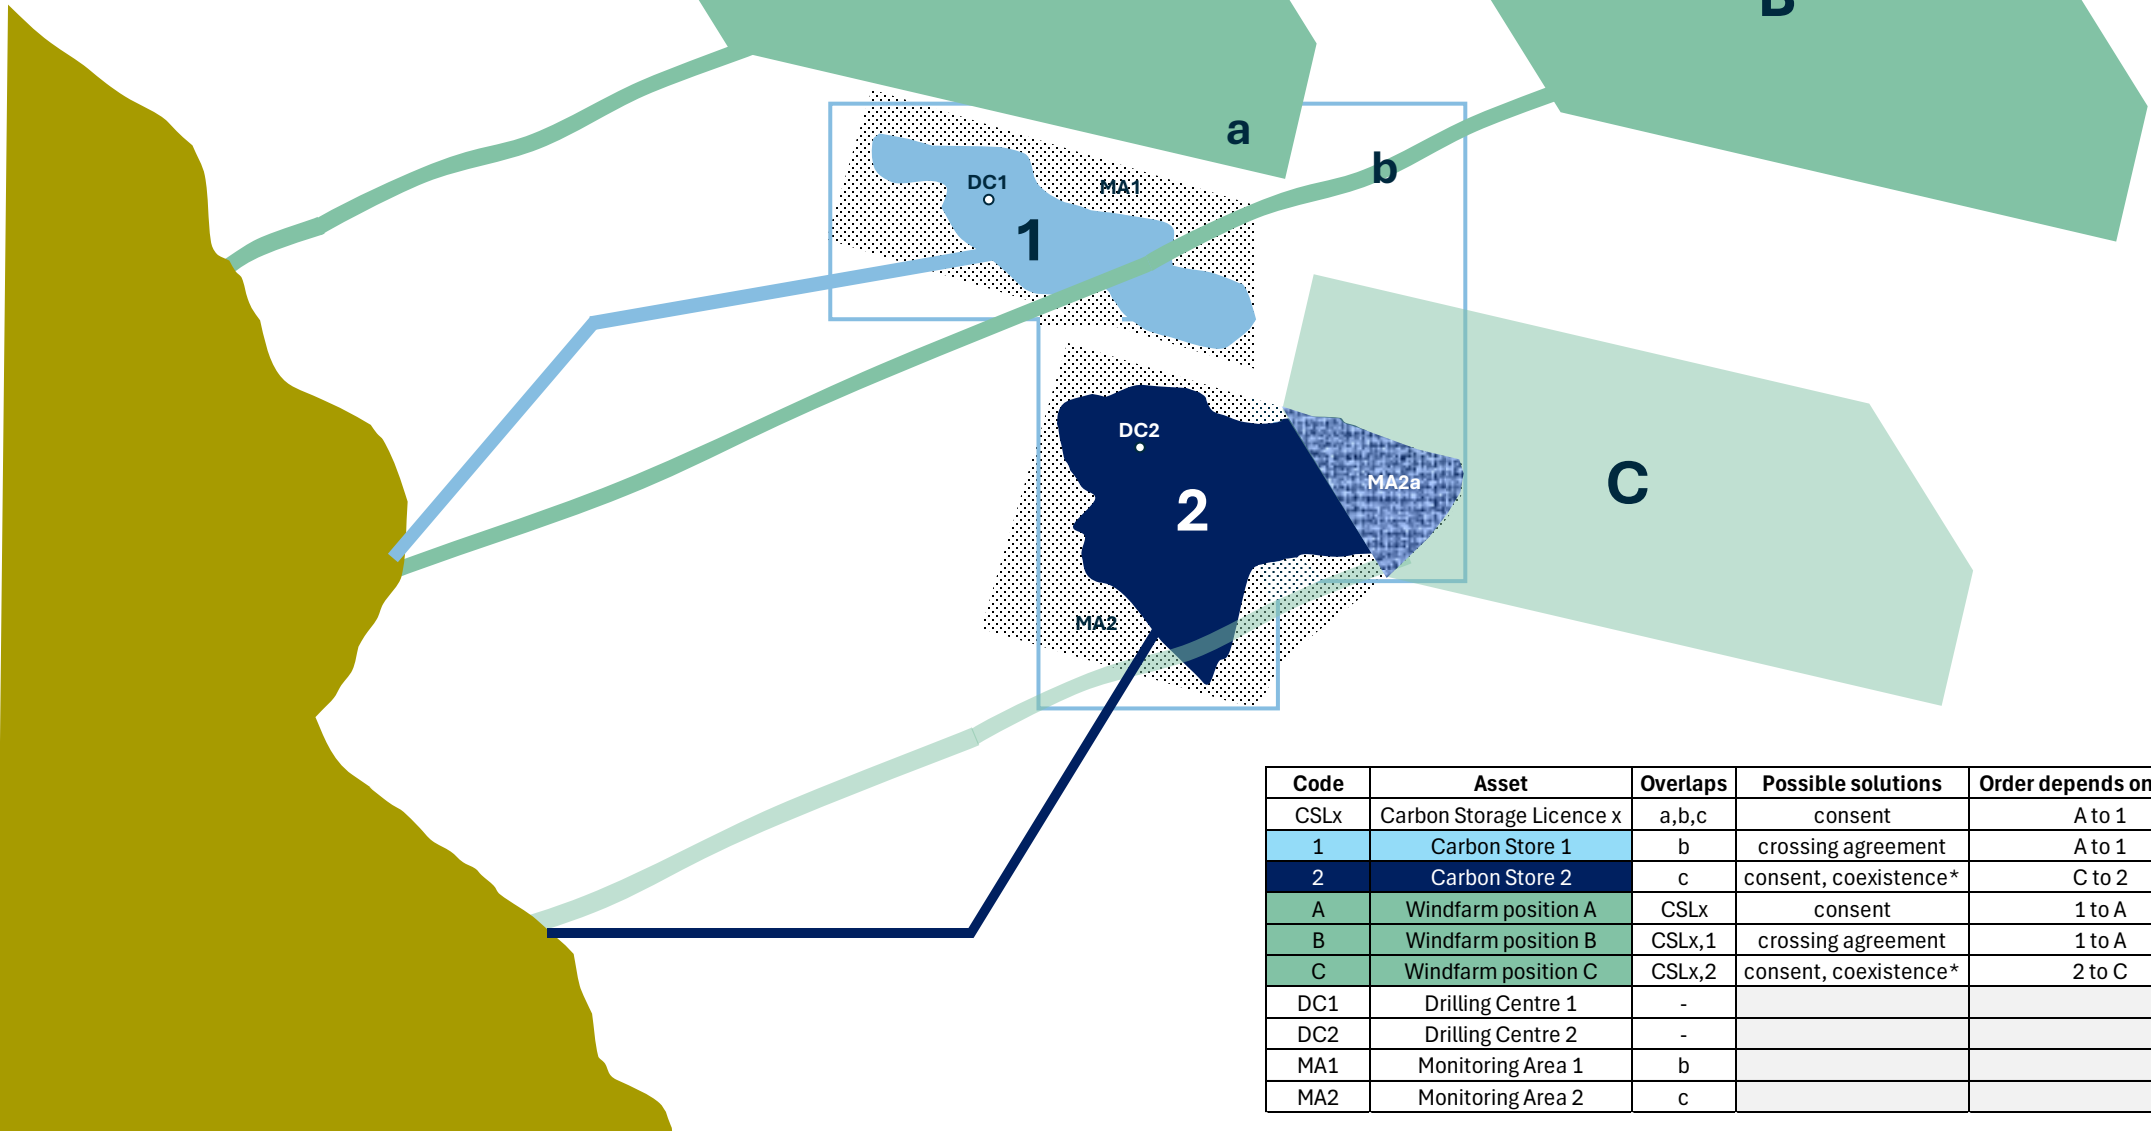 B
a
b
DC1
MA1
1
DC2
MA2a
C
2
MA2
Code Asset Overlaps Possible solutions Order depends on
CSLx Carbon Storage Licence x a,b,c consent A to 1
1 Carbon Store 1 b crossing agreement A to 1
2 Carbon Store 2 c consent, coexistence* C to 2
A Windfarm position A CSLx consent 1 to A
B Windfarm position B CSLx,1 crossing agreement 1 to A
C Windfarm position C CSLx,2 consent, coexistence* 2 to C
DC1 Drilling Centre 1 -
DC2 Drilling Centre 2 -
MA1 Monitoring Area 1 b
MA2 Monitoring Area 2 c